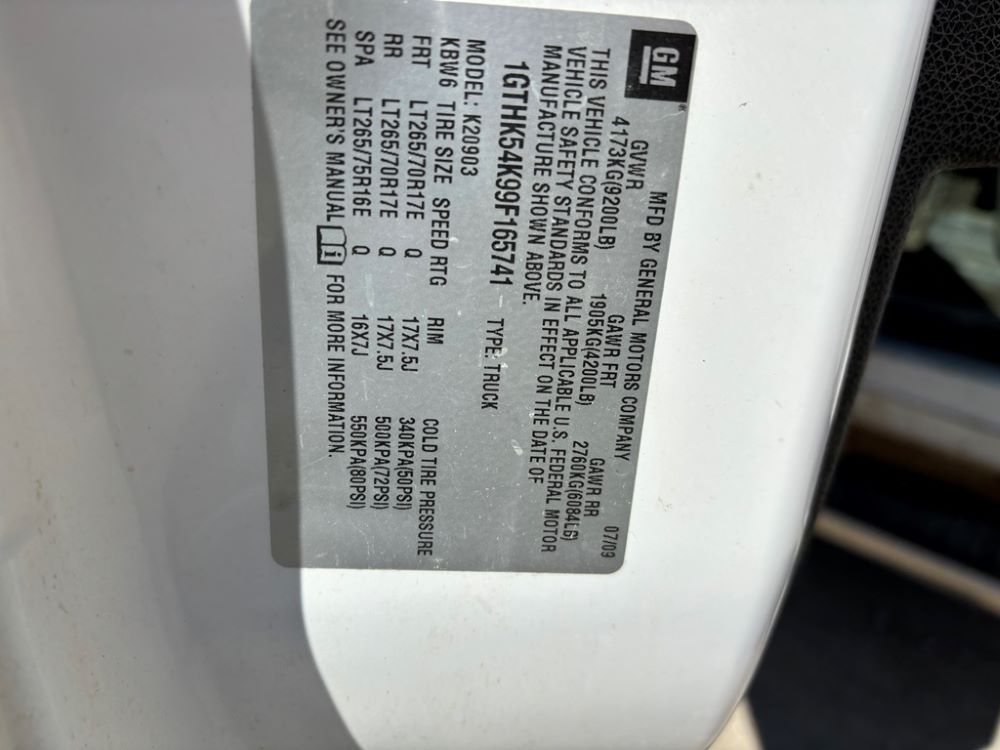 GM
MFD BY GENERAL MOTORS COMPANY 07/09
GVWR GAWR FRT GAWR RR
4173KG(9200LB) 1905KG(4200LB) 2760KG(6084LB)
THIS VEHICLE CONFORMS TO ALL APPLICABLE U.S. FEDERAL MOTOR
VEHICLE SAFETY STANDARDS IN EFFECT ON THE DATE OF
MANUFACTURE SHOWN ABOVE.
1GTHK54K99F165741 TYPE: TRUCK
MODEL: K20903
KBW6 TIRE SIZE SPEED RTG RIM COLD TIRE PRESSURE
FRT LT265/70R17E Q 17X7.5J 340KPA(50PSI)
RR LT265/70R17E Q 17X7.5J 500KPA(72PSI)
SPA LT265/75R16E Q 16X7J 550KPA(80PSI)
SEE OWNER'S MANUAL FOR MORE INFORMATION.